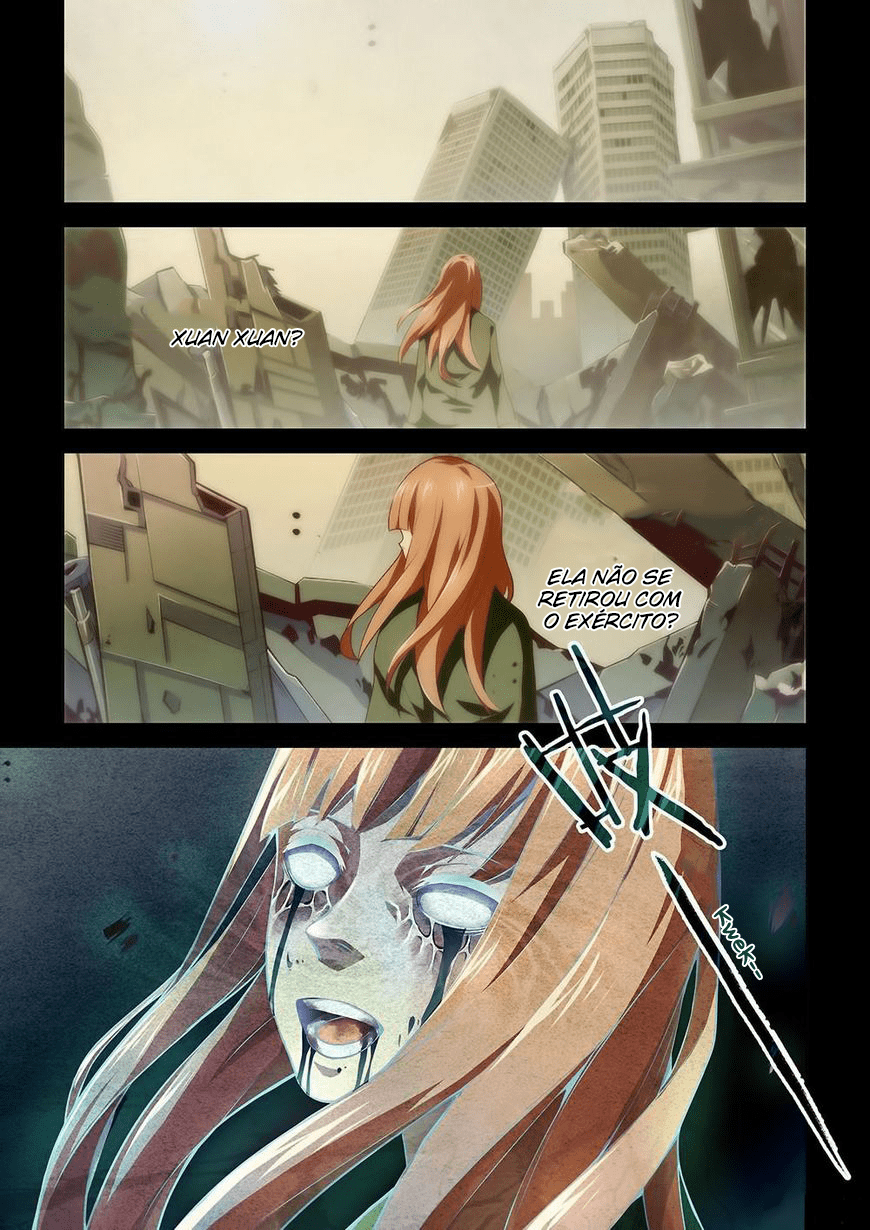 XUAN XUAN?
ELA NÃO SE
RETIROU COM
O EXÉRCITO?
Kwek--